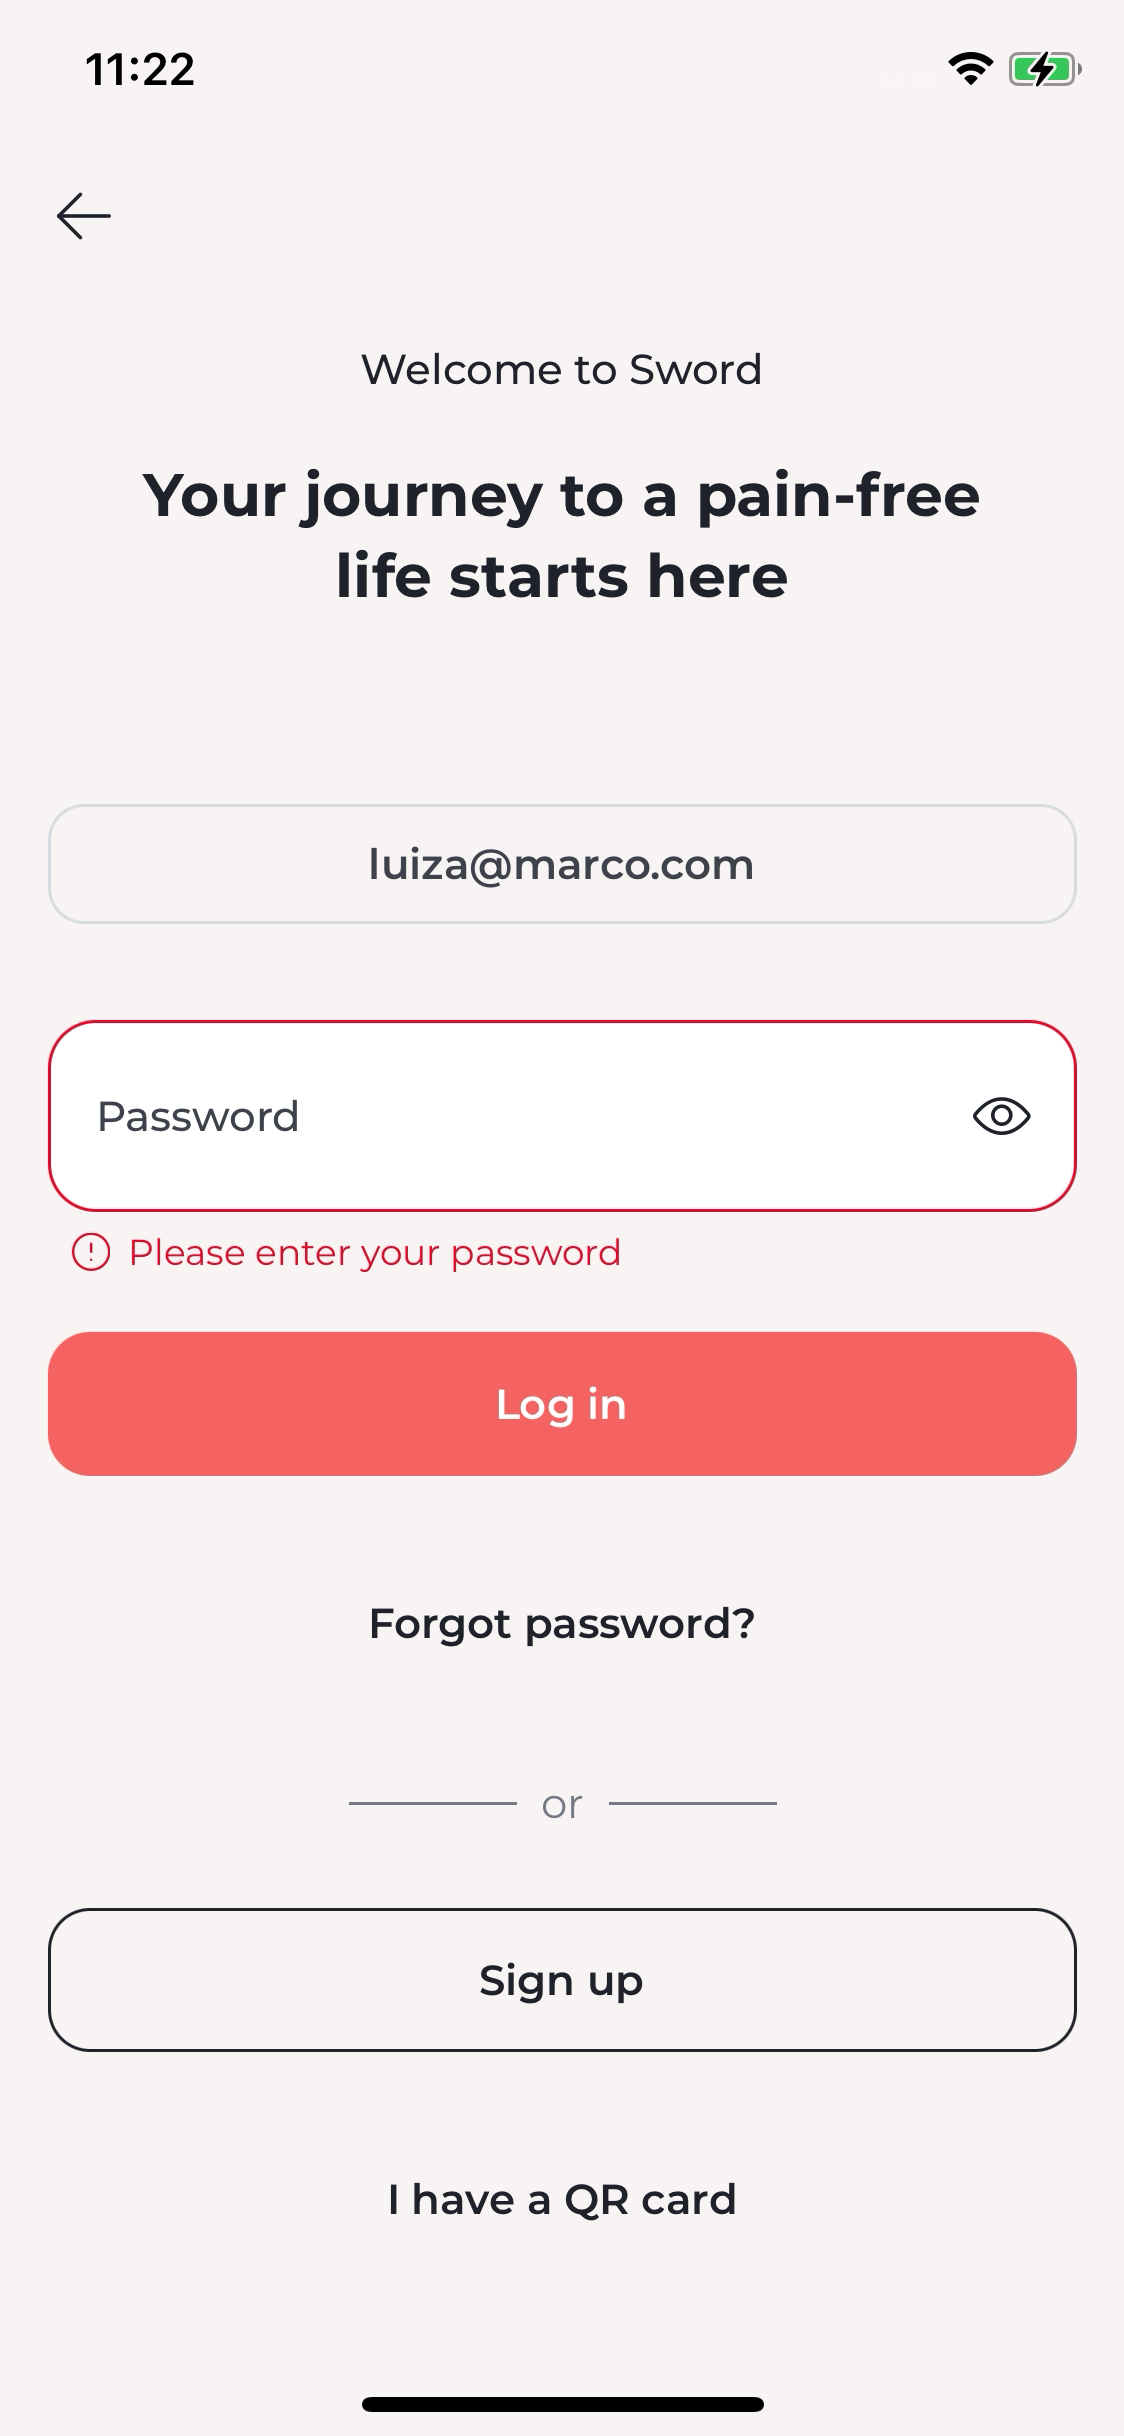 11:22
Welcome to Sword
Your journey to a pain-free
life starts here
luiza@marco.com
Password
Please enter your password
Log in
Forgot password?
or
Sign up
I have a QR card